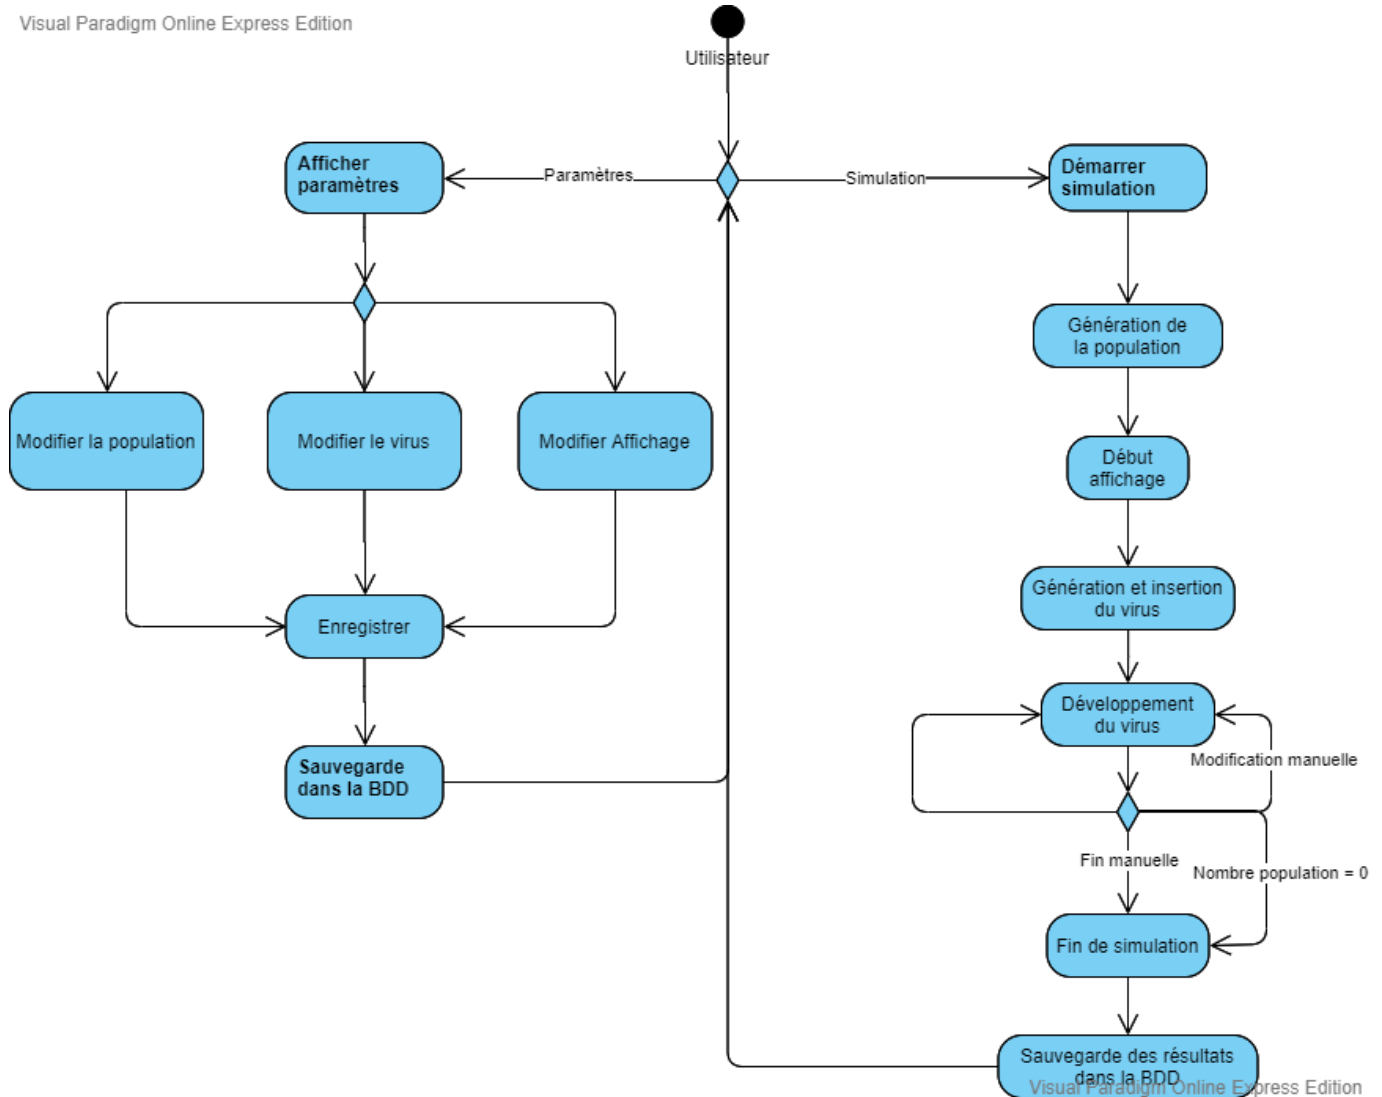 Visual Paradigm Online Express Edition
Utilisateur
Afficher
paramètres
Paramètres
Simulation
Démarrer
simulation
Génération de
la population
Modifier la population
Modifier le virus
Modifier Affichage
Début
affichage
Génération et insertion
du virus
Enregistrer
Développement
du virus
Modification manuelle
Sauvegarde
dans la BDD
Fin manuelle
Nombre population = 0
Fin de simulation
Sauvegarde des résultats
dans la BDD
Visual Paradigm Online Express Edition